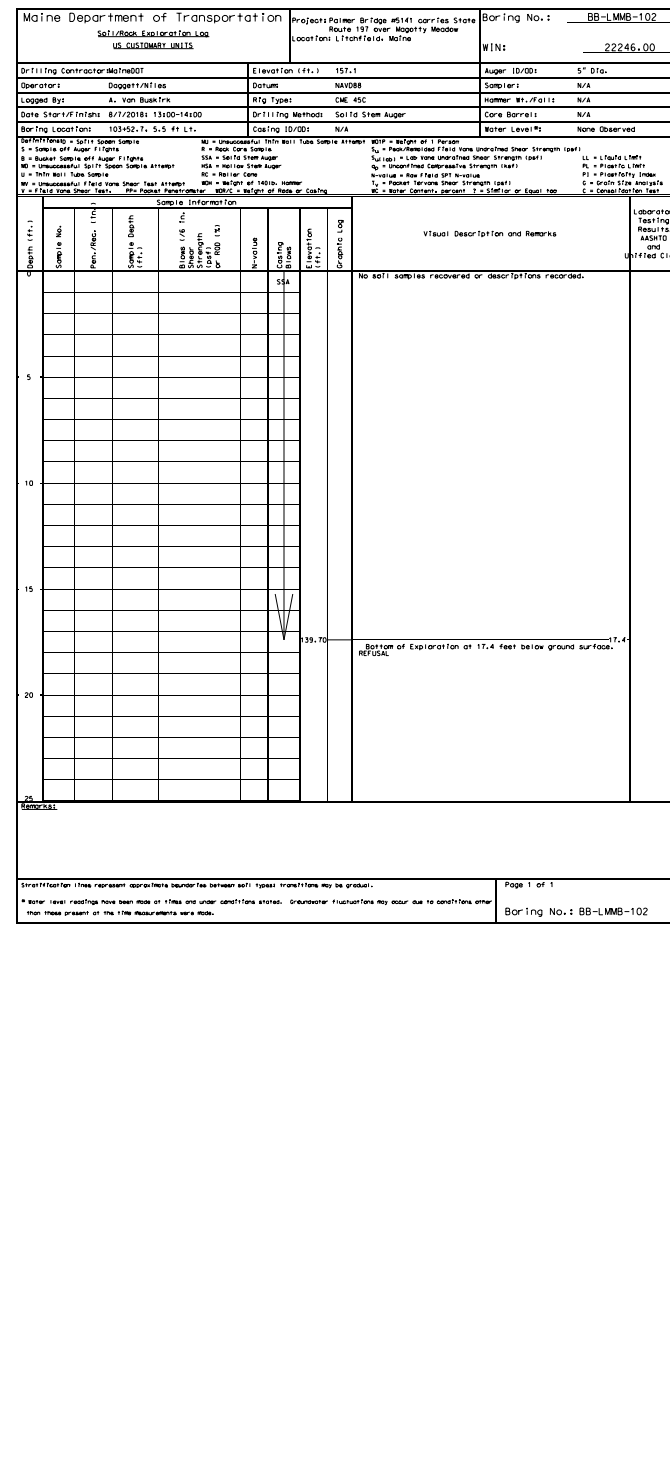 Maine Department of Transportation
Soil/Rock Exploration Log
US CUSTOMARY UNITS
Project: Palmer Bridge #5141 carries State
Route 197 over Magotty Meadow
Location: Litchfield, Maine
Boring No.: BB-LMMB-102
WIN: 22246.00
Drilling Contractor: MaineDOT Elevation (ft.) 157.1 Auger ID/OD: 5" Dia.
Operator: Daggett/Niles Datum: NAVD88 Sampler: N/A
Logged By: A. Van Buskirk Rig Type: CME 45C Hammer Wt./Fall: N/A
Date Start/Finish: 8/7/2018; 13:00-14:00 Drilling Method: Solid Stem Auger Core Barrel: N/A
Boring Location: 103+52.7, 5.5 ft Lt. Casing ID/OD: N/A Water Level*: None Observed
Definitions: D = Split Spoon Sample MU = Unsuccessful Thin Wall Tube Sample Attempt WO1P = Weight of 1 Person
S = Sample off Auger Flights R = Rock Core Sample Su = Peak/Remolded Field Vane Undrained Shear Strength (psf)
B = Bucket Sample off Auger Flights SSA = Solid Stem Auger Su(lab) = Lab Vane Undrained Shear Strength (psf) LL = Liquid Limit
MD = Unsuccessful Split Spoon Sample Attempt HSA = Hollow Stem Auger qp = Unconfined Compressive Strength (ksf) PL = Plastic Limit
U = Thin Wall Tube Sample RC = Roller Cone N-value = Raw Field SPT N-value PI = Plasticity Index
MV = Unsuccessful Field Vane Shear Test Attempt WOH = Weight of 140lb. Hammer Tv = Pocket Torvane Shear Strength (psf) G = Grain Size Analysis
V = Field Vane Shear Test, PP= Pocket Penetrometer WOR/C = Weight of Rods or Casing WC = Water Content, percent ? = Similar or Equal too C = Consolidation Test
Sample Information
Depth (ft.)
Sample No.
Pen./Rec. (in.)
Sample Depth
(ft.)
Blows (/6 in.
Shear
Strength
(psf)
or RQD (%)
N-value
Casing
Blows
Elevation
(ft.)
Graphic Log
Visual Description and Remarks
Laborator
Testing
Results
AASHTO
and
Unified Cl
0
SSA
No soil samples recovered or descriptions recorded.
5
10
15
139.70
17.4
Bottom of Exploration at 17.4 feet below ground surface.
REFUSAL
20
25
Remarks:
Stratification lines represent approximate boundaries between soil types; transitions may be gradual.
* Water level readings have been made at times and under conditions stated. Groundwater fluctuations may occur due to conditions other
than those present at the time measurements were made.
Page 1 of 1
Boring No.: BB-LMMB-102